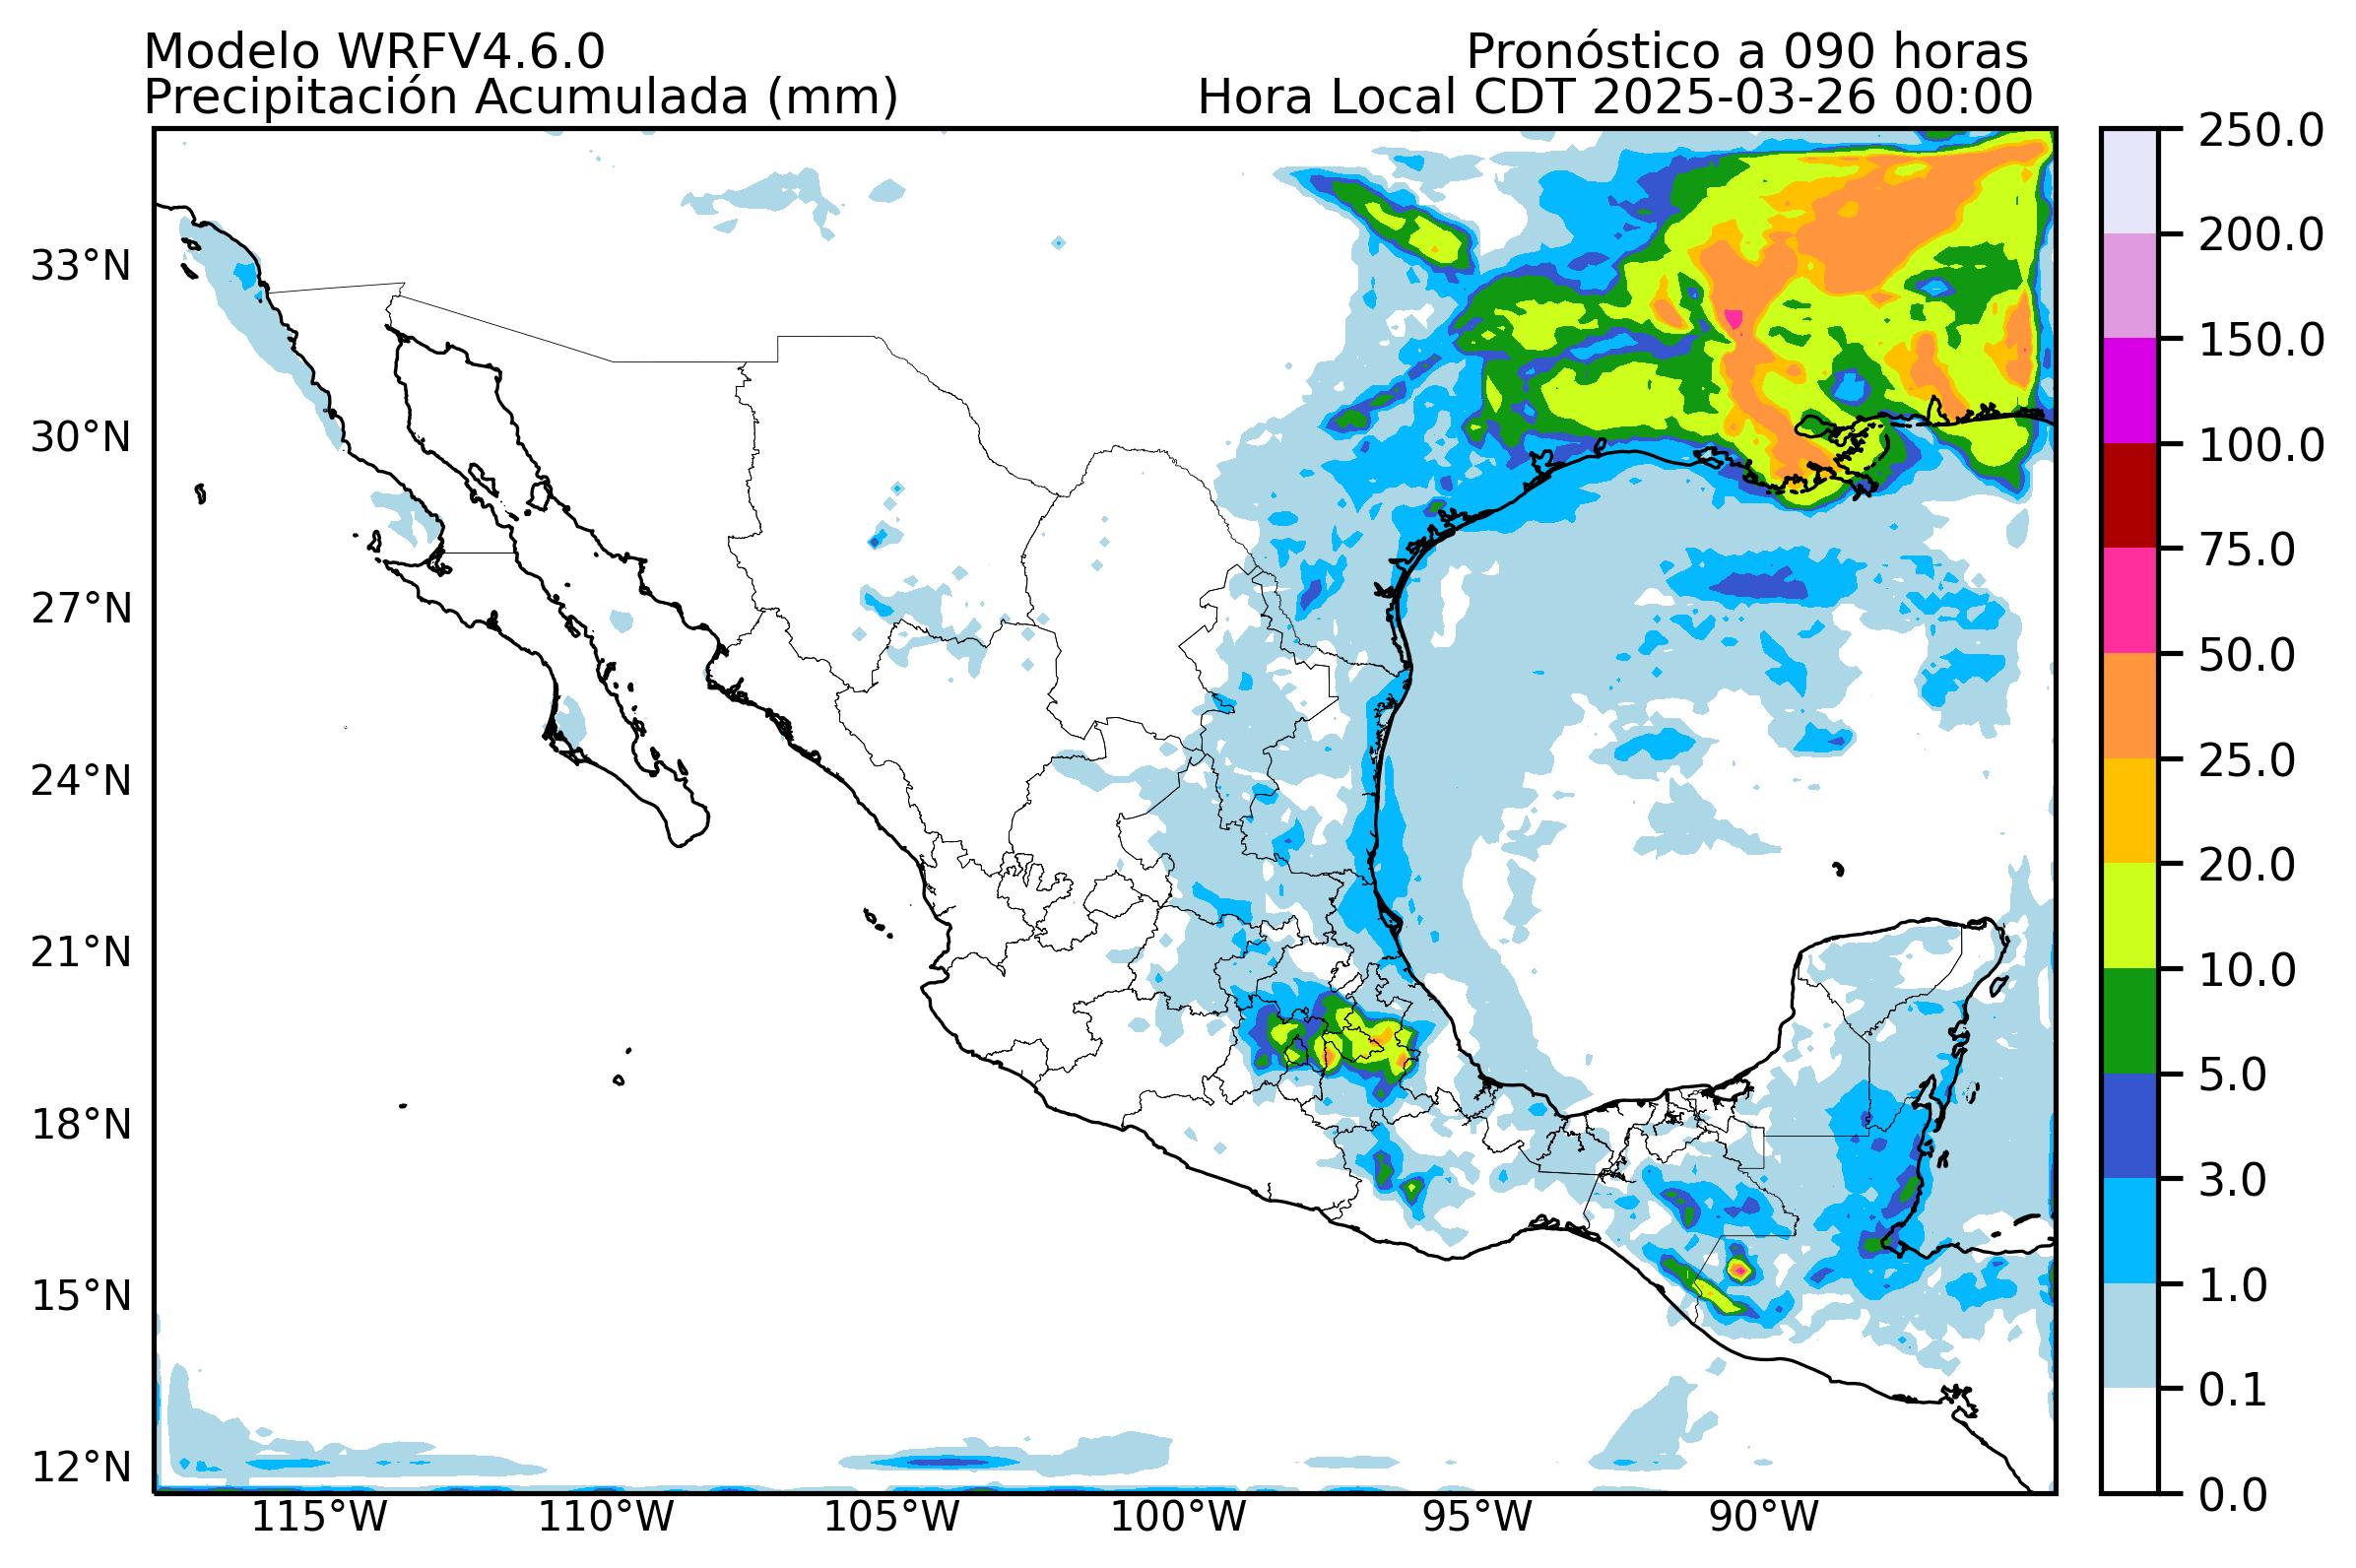 Modelo WRFV4.6.0
Pronóstico a 090 horas
Precipitación Acumulada (mm)
Hora Local CDT 2025-03-26 00:00
33°N
30°N
27°N
24°N
21°N
18°N
15°N
12°N
115°W
110°W
105°W
100°W
95°W
90°W
250.0
200.0
150.0
100.0
75.0
50.0
25.0
20.0
10.0
5.0
3.0
1.0
0.1
0.0